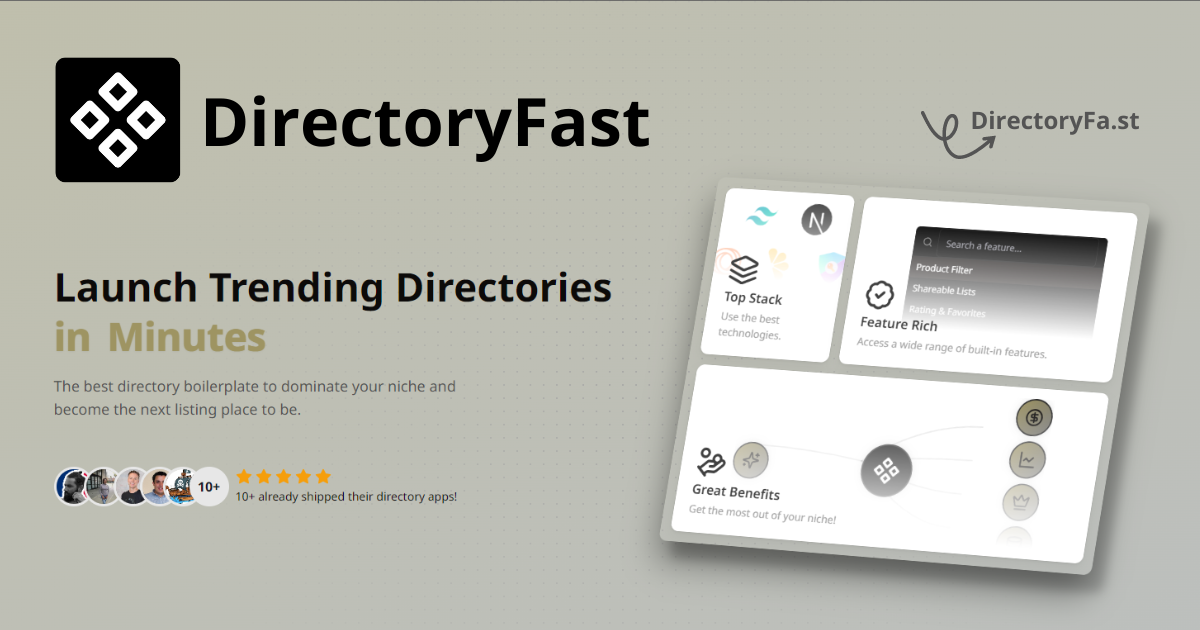 DirectoryFast
DirectoryFa.st
Launch Trending Directories
in Minutes
The best directory boilerplate to dominate your niche and
become the next listing place to be.
10+
10+ already shipped their directory apps!
N
Top Stack
Use the best
technologies.
Search a feature...
Product Filter
Shareable Lists
Rating & Favorites
Feature Rich
Access a wide range of built-in features.
Great Benefits
Get the most out of your niche!
$